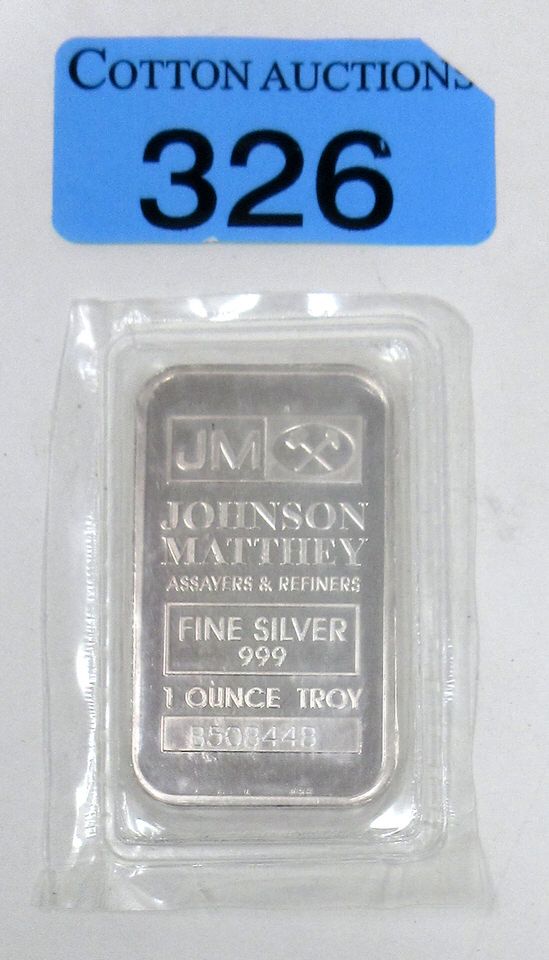 COTTON AUCTIONS
326
JM
JOHNSON
MATTHEY
ASSAYERS & REFINERS
FINE SILVER
999
1 OUNCE TROY
B508448